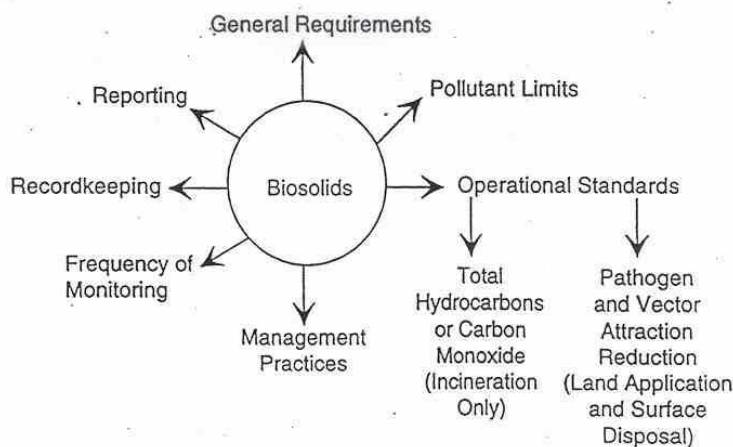 General Requirements
Reporting
Pollutant Limits
Recordkeeping
Biosolids
Operational Standards
Frequency of
Monitoring
Management
Practices
Total
Hydrocarbons
or Carbon
Monoxide
(Incineration
Only)
Pathogen
and Vector
Attraction
Reduction
(Land Application
and Surface
Disposal)